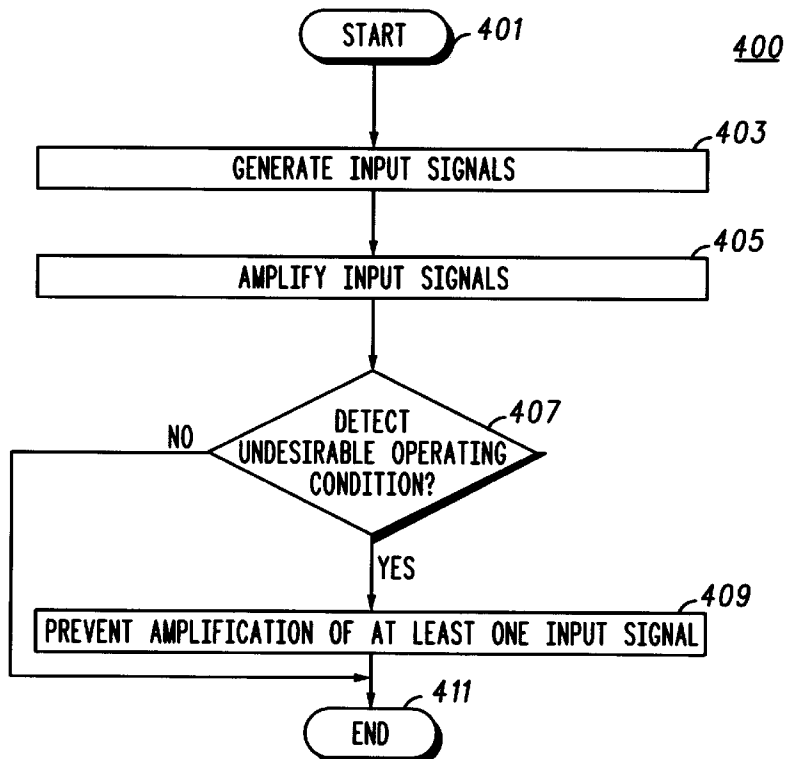 START
401
400
403
GENERATE INPUT SIGNALS
405
AMPLIFY INPUT SIGNALS
407
DETECT
UNDESIRABLE OPERATING
CONDITION?
NO
YES
409
PREVENT AMPLIFICATION OF AT LEAST ONE INPUT SIGNAL
411
END